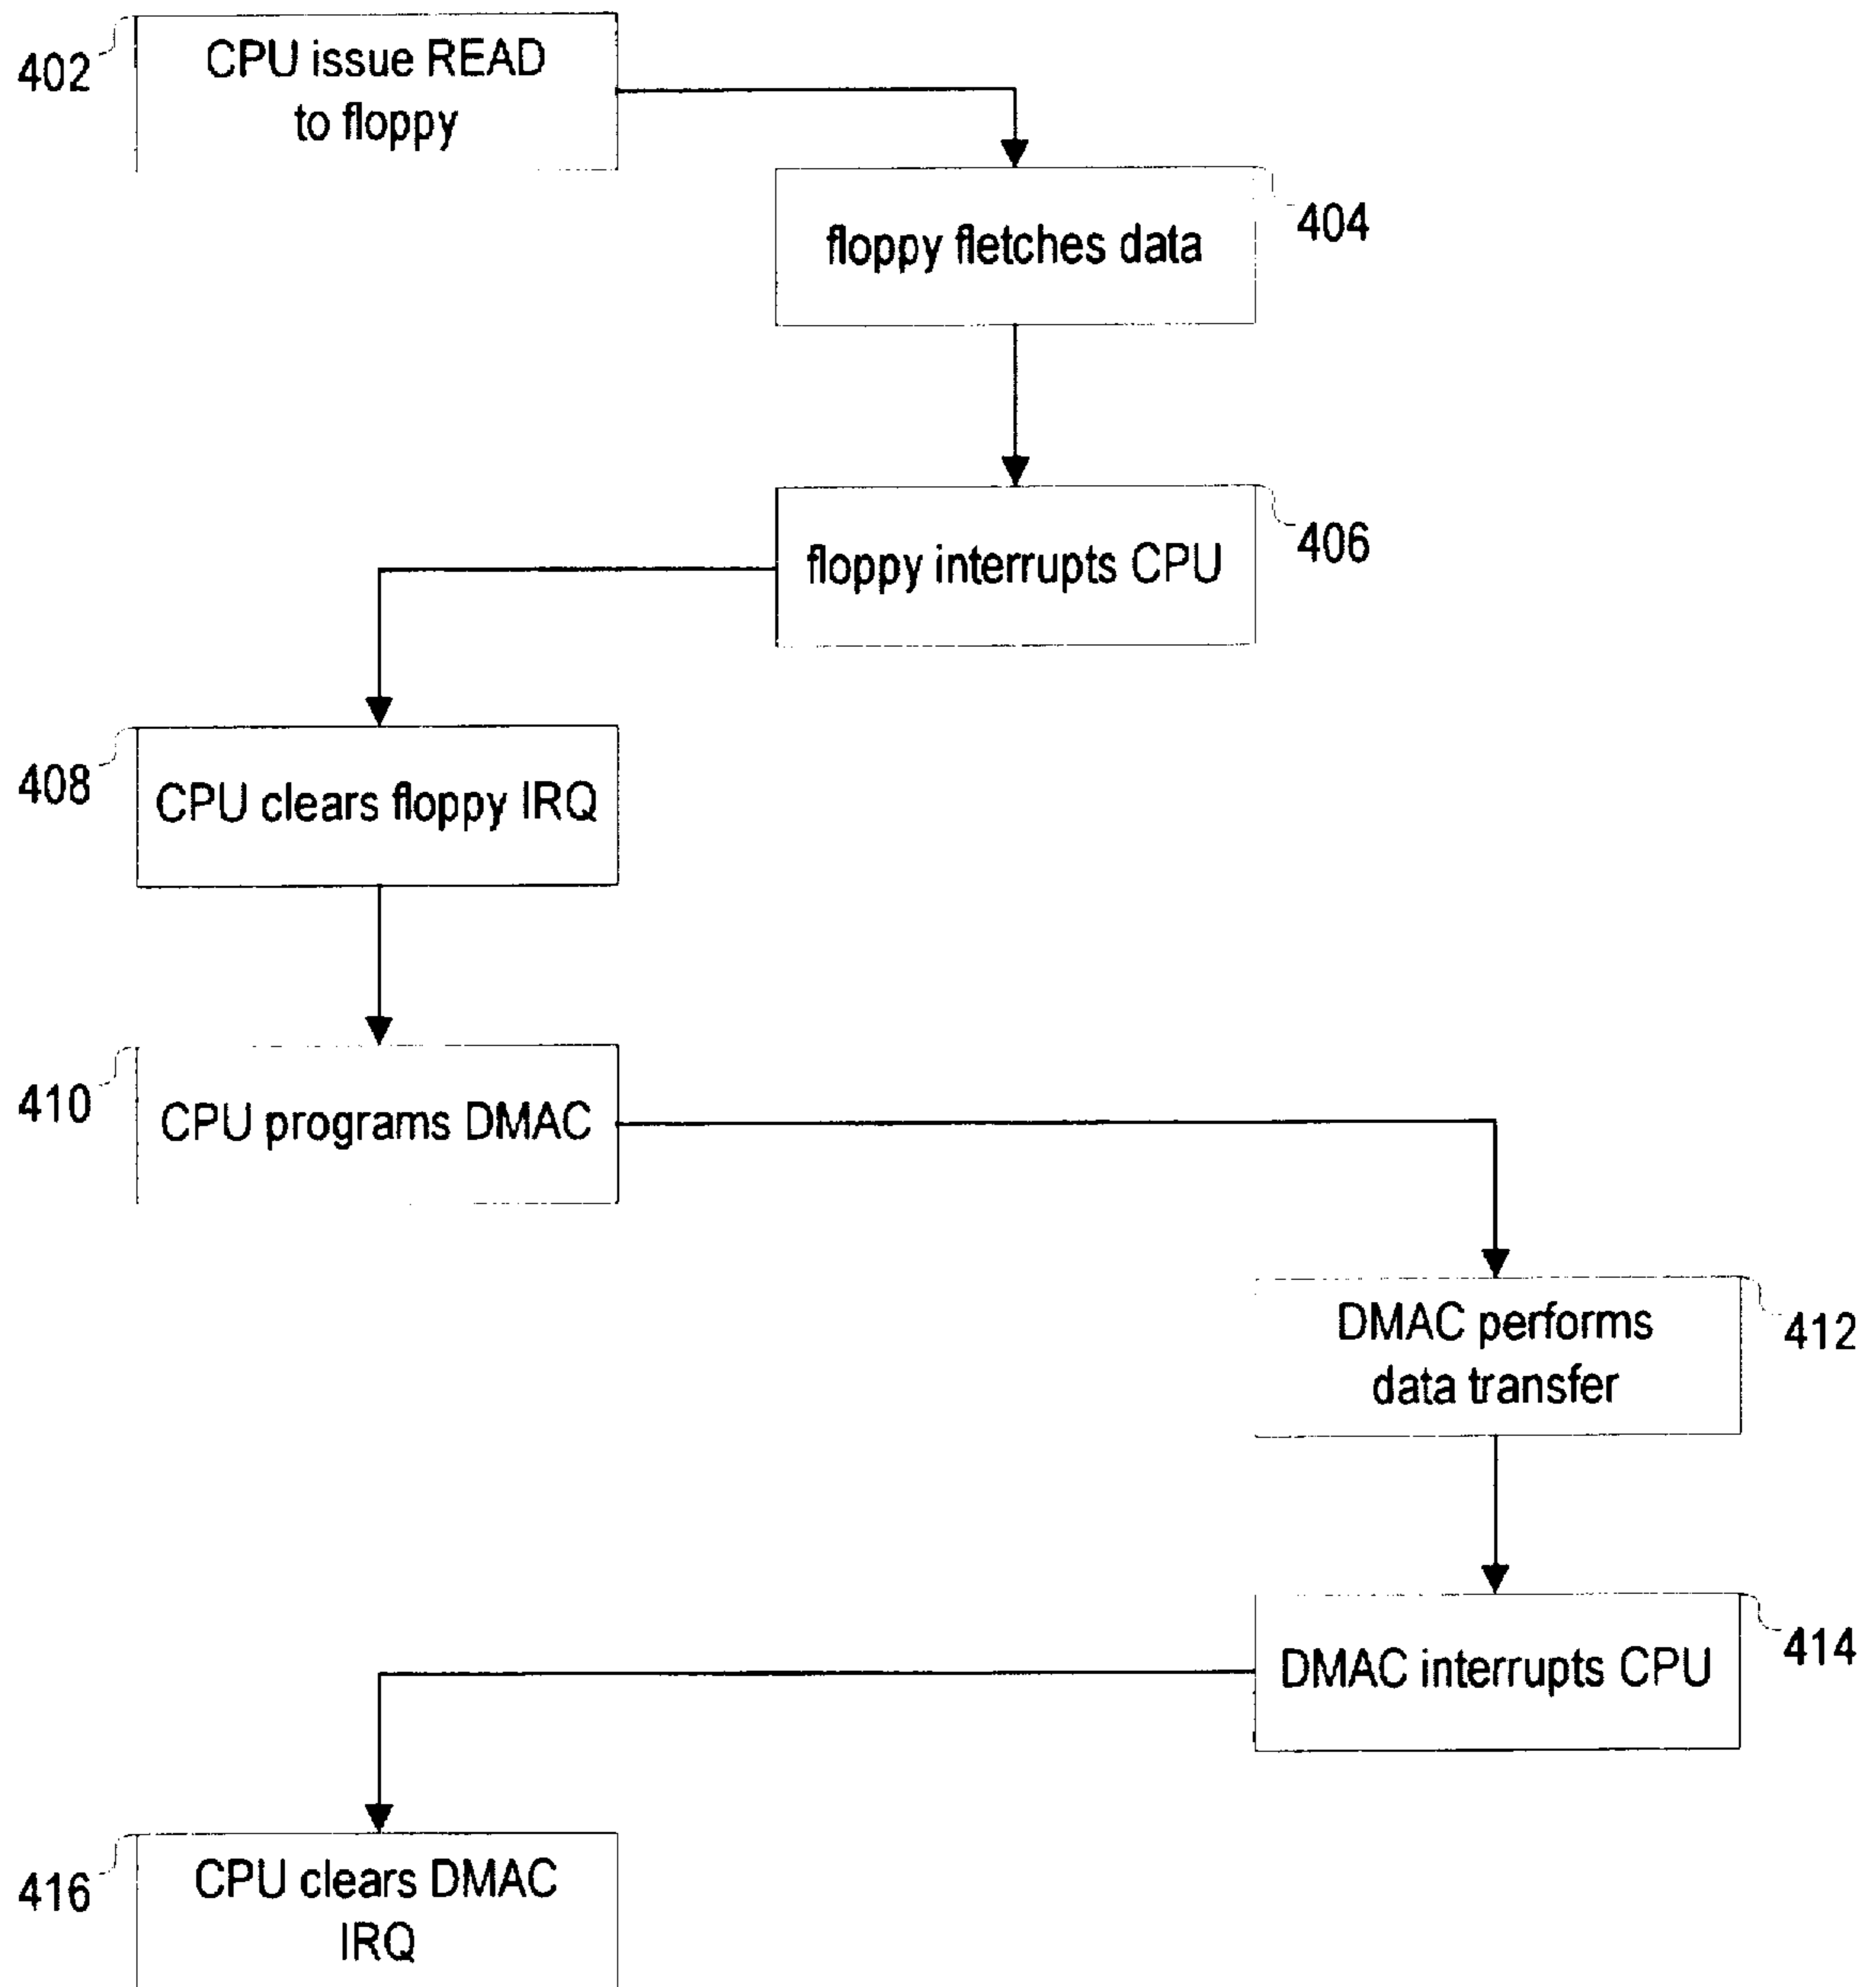 402
CPU issue READ
to floppy
floppy fletches data
404
floppy interrupts CPU
406
408
CPU clears floppy IRQ
410
CPU programs DMAC
DMAC performs
data transfer
412
DMAC interrupts CPU
414
416
CPU clears DMAC
IRQ